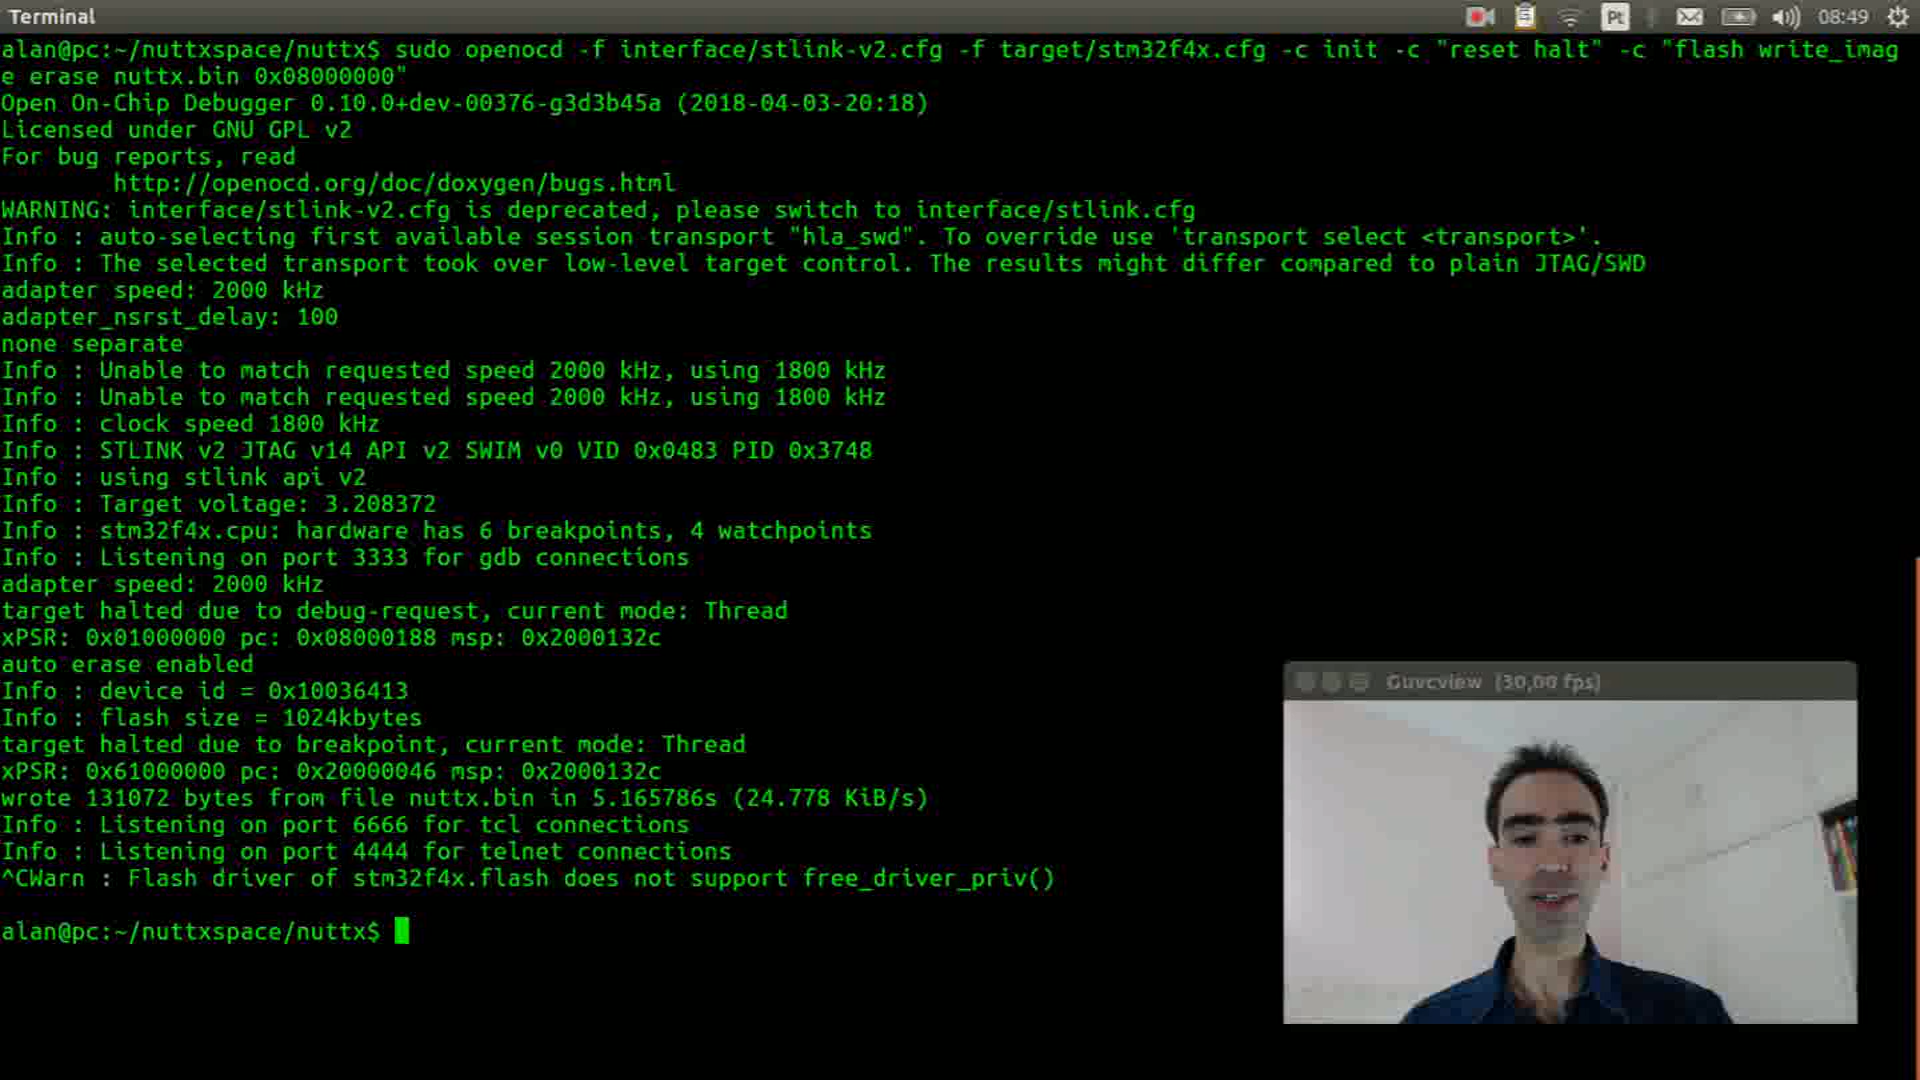 Terminal
Pt
08:49
alan@pc:~/nuttxspace/nuttx$ sudo openocd -f interface/stlink-v2.cfg -f target/stm32f4x.cfg -c init -c "reset halt" -c "flash write_imag
e erase nuttx.bin 0x08000000"
Open On-Chip Debugger 0.10.0+dev-00376-g3d3b45a (2018-04-03-20:18)
Licensed under GNU GPL v2
For bug reports, read
http://openocd.org/doc/doxygen/bugs.html
WARNING: interface/stlink-v2.cfg is deprecated, please switch to interface/stlink.cfg
Info : auto-selecting first available session transport "hla_swd". To override use 'transport select <transport>'.
Info : The selected transport took over low-level target control. The results might differ compared to plain JTAG/SWD
adapter speed: 2000 kHz
adapter_nsrst_delay: 100
none separate
Info : Unable to match requested speed 2000 kHz, using 1800 kHz
Info : Unable to match requested speed 2000 kHz, using 1800 kHz
Info : clock speed 1800 kHz
Info : STLINK v2 JTAG v14 API v2 SWIM v0 VID 0x0483 PID 0x3748
Info : using stlink api v2
Info : Target voltage: 3.208372
Info : stm32f4x.cpu: hardware has 6 breakpoints, 4 watchpoints
Info : Listening on port 3333 for gdb connections
adapter speed: 2000 kHz
target halted due to debug-request, current mode: Thread
xPSR: 0x01000000 pc: 0x08000188 msp: 0x2000132c
auto erase enabled
Info : device id = 0x10036413
Info : flash size = 1024kbytes
target halted due to breakpoint, current mode: Thread
xPSR: 0x61000000 pc: 0x20000046 msp: 0x2000132c
wrote 131072 bytes from file nuttx.bin in 5.165786s (24.778 KiB/s)
Info : Listening on port 6666 for tcl connections
Info : Listening on port 4444 for telnet connections
^CWarn : Flash driver of stm32f4x.flash does not support free_driver_priv()
alan@pc:~/nuttxspace/nuttx$
Guvcview (30,00 fps)